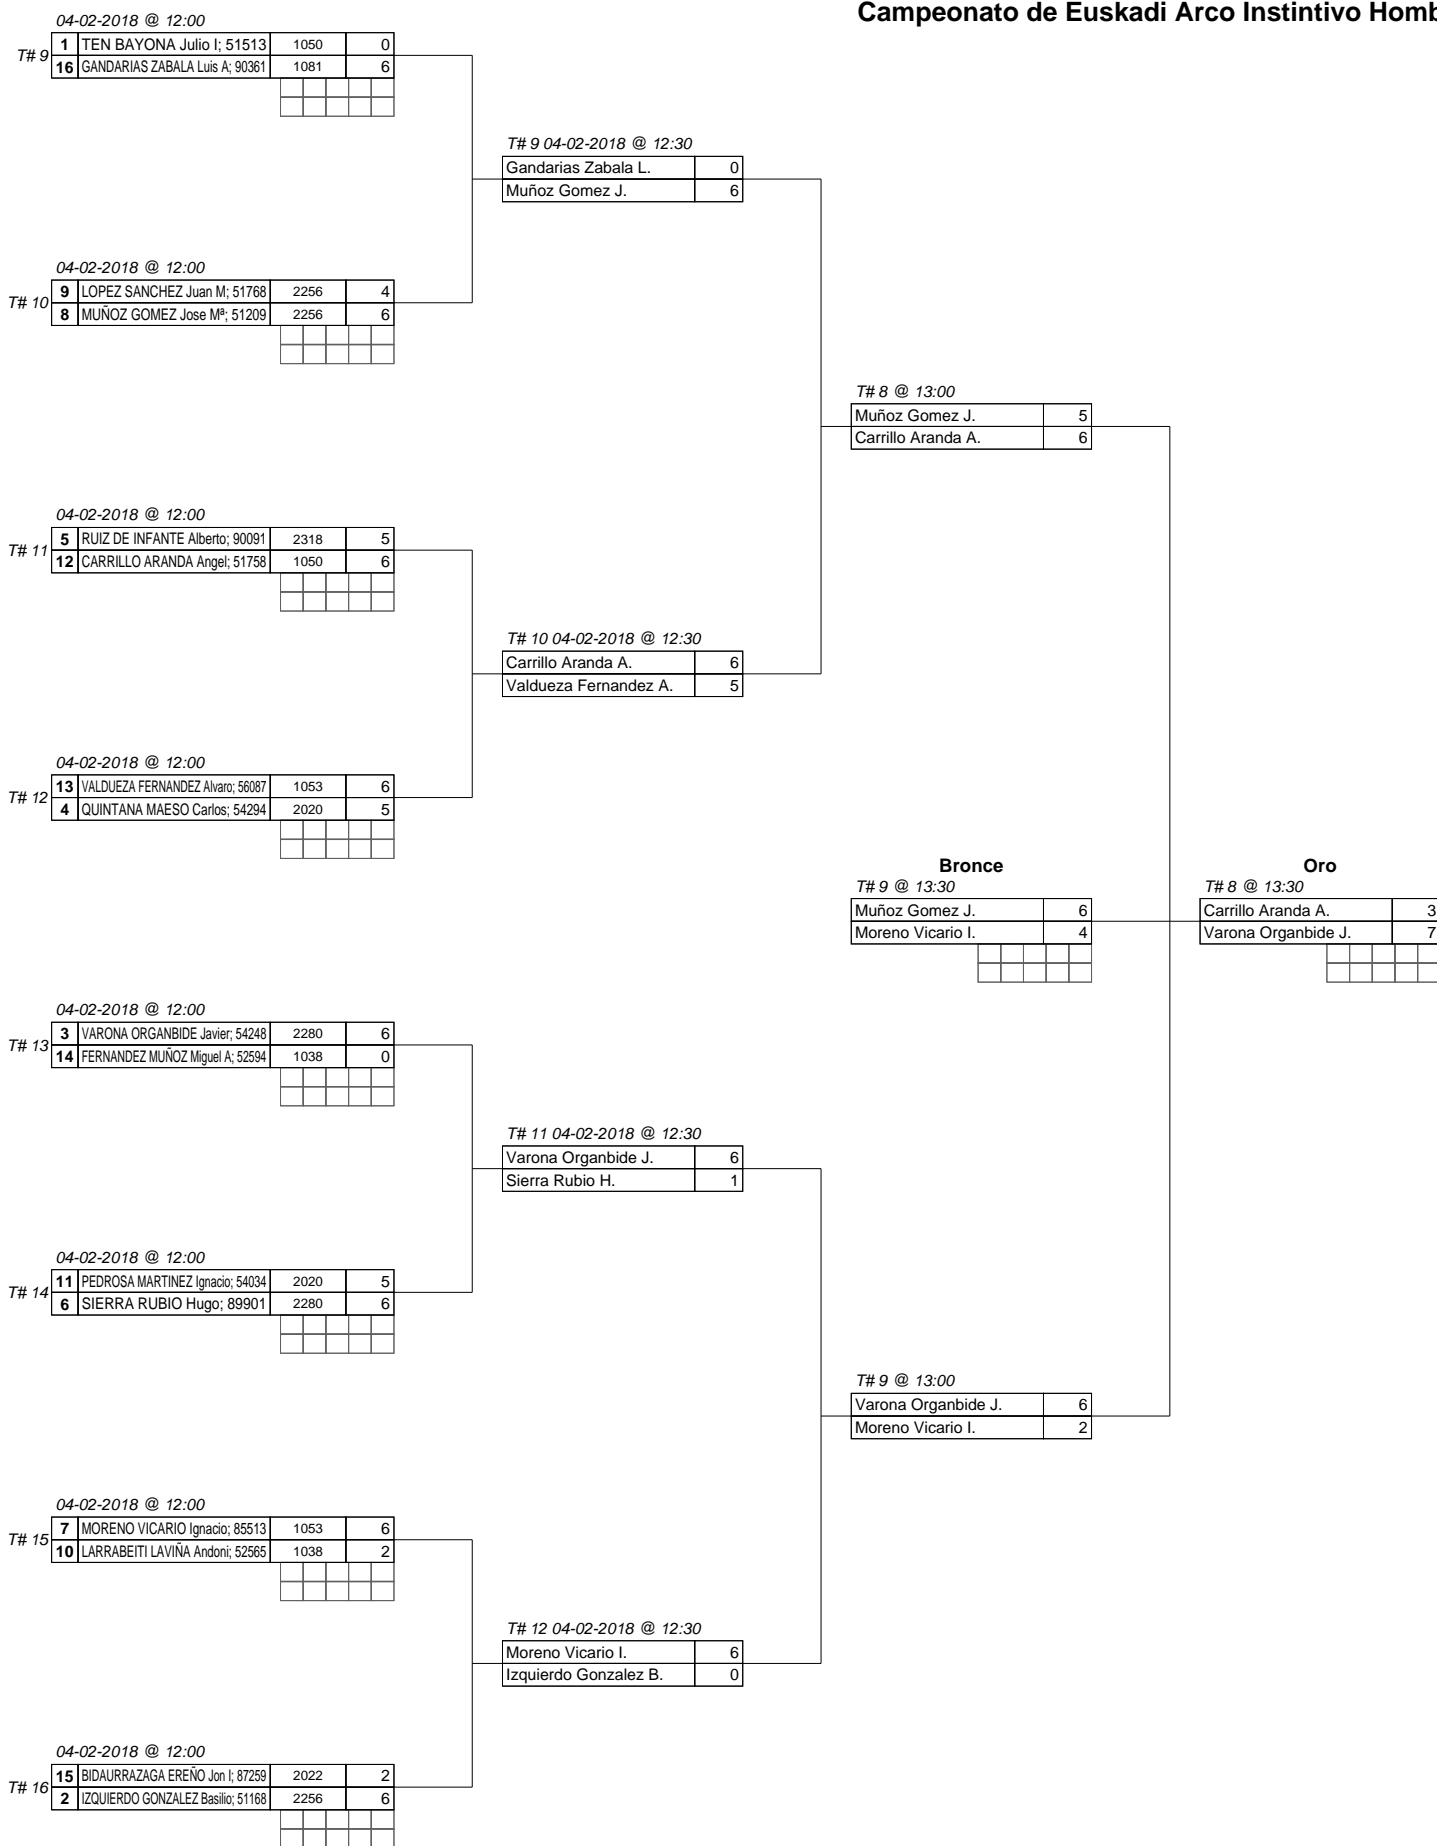 Campeonato de Euskadi Arco Instintivo
04-02-2018 @ 12:00
T# 9
1 TEN BAYONA Julio I; 51513 1050 0
16 GANDARIAS ZABALA Luis A; 90361 1081 6
T# 9 04-02-2018 @ 12:30
Gandarias Zabala L. 0
Muñoz Gomez J. 6
04-02-2018 @ 12:00
T# 10
9 LOPEZ SANCHEZ Juan M; 51768 2256 4
8 MUÑOZ GOMEZ Jose Mª; 51209 2256 6
T# 8 @ 13:00
Muñoz Gomez J. 5
Carrillo Aranda A. 6
04-02-2018 @ 12:00
T# 11
5 RUIZ DE INFANTE Alberto; 90091 2318 5
12 CARRILLO ARANDA Angel; 51758 1050 6
T# 10 04-02-2018 @ 12:30
Carrillo Aranda A. 6
Valdueza Fernandez A. 5
04-02-2018 @ 12:00
T# 12
13 VALDUEZA FERNANDEZ Alvaro; 56087 1053 6
4 QUINTANA MAESO Carlos; 54294 2020 5
Bronce
T# 9 @ 13:30
Muñoz Gomez J. 6
Moreno Vicario I. 4
Oro
T# 8 @ 13:30
Carrillo Aranda A. 3
Varona Organbide J. 7
04-02-2018 @ 12:00
T# 13
3 VARONA ORGANBIDE Javier; 54248 2280 6
14 FERNANDEZ MUÑOZ Miguel A; 52594 1038 0
T# 11 04-02-2018 @ 12:30
Varona Organbide J. 6
Sierra Rubio H. 1
04-02-2018 @ 12:00
T# 14
11 PEDROSA MARTINEZ Ignacio; 54034 2020 5
6 SIERRA RUBIO Hugo; 89901 2280 6
T# 9 @ 13:00
Varona Organbide J. 6
Moreno Vicario I. 2
04-02-2018 @ 12:00
T# 15
7 MORENO VICARIO Ignacio; 85513 1053 6
10 LARRABEITI LAVIÑA Andoni; 52565 1038 2
T# 12 04-02-2018 @ 12:30
Moreno Vicario I. 6
Izquierdo Gonzalez B. 0
04-02-2018 @ 12:00
T# 16
15 BIDAURRAZAGA EREÑO Jon I; 87259 2022 2
2 IZQUIERDO GONZALEZ Basilio; 51168 2256 6